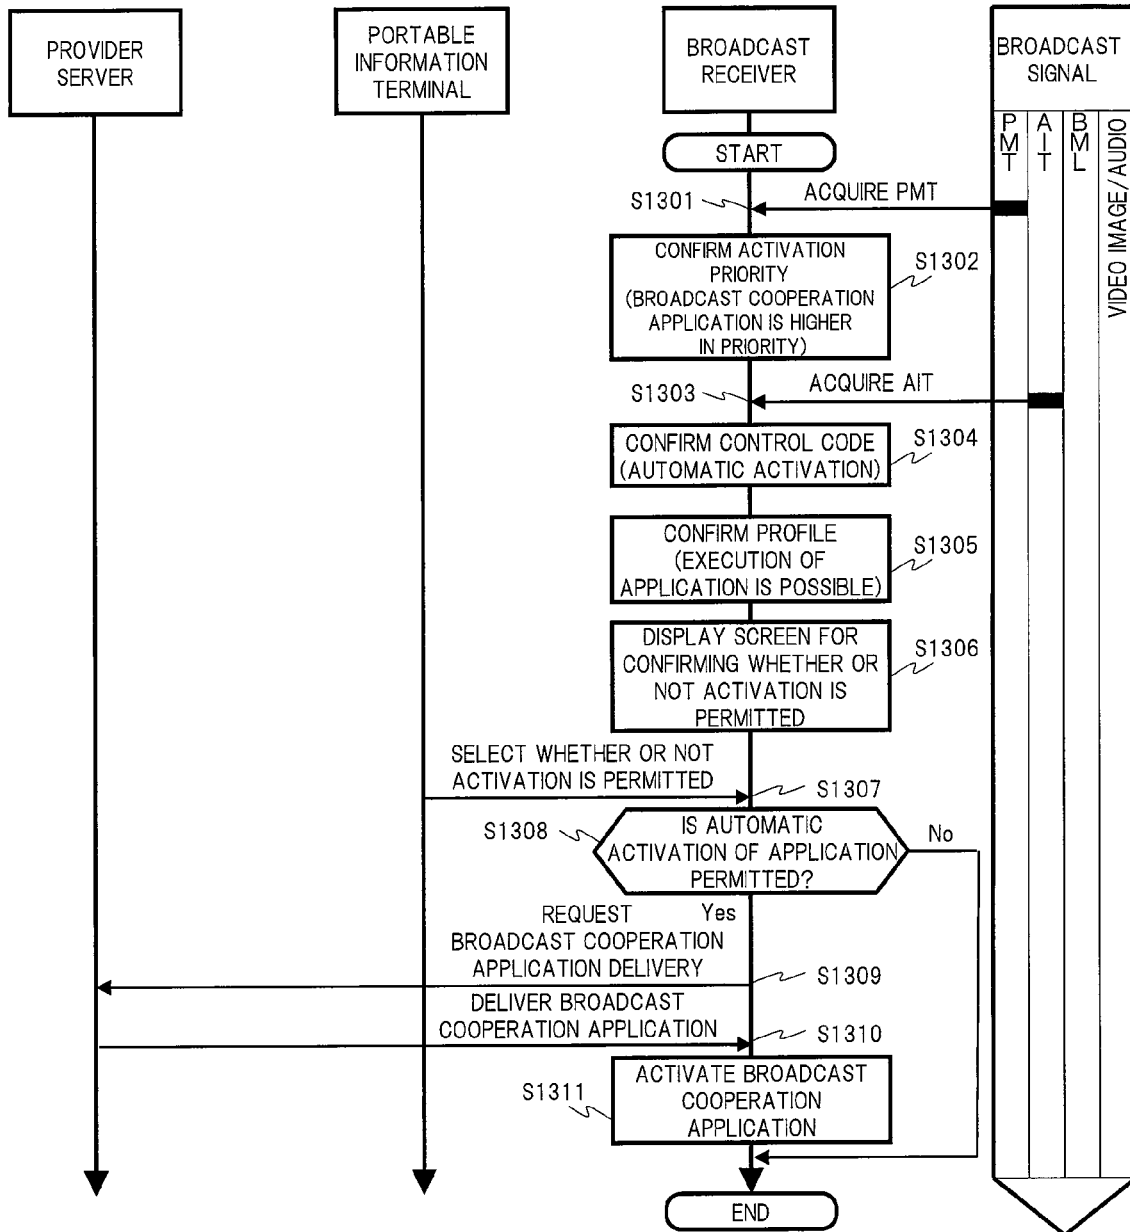 PROVIDER
SERVER
PORTABLE
INFORMATION
TERMINAL
BROADCAST
RECEIVER
BROADCAST
SIGNAL
PMT
AIT
BML
VIDEO IMAGE/AUDIO
START
S1301
ACQUIRE PMT
CONFIRM ACTIVATION
PRIORITY
(BROADCAST COOPERATION
APPLICATION IS HIGHER
IN PRIORITY)
S1302
S1303
ACQUIRE AIT
CONFIRM CONTROL CODE
(AUTOMATIC ACTIVATION)
S1304
CONFIRM PROFILE
(EXECUTION OF
APPLICATION IS POSSIBLE)
S1305
DISPLAY SCREEN FOR
CONFIRMING WHETHER OR
NOT ACTIVATION IS
PERMITTED
S1306
SELECT WHETHER OR NOT
ACTIVATION IS PERMITTED
S1307
S1308
IS AUTOMATIC
ACTIVATION OF APPLICATION
PERMITTED?
No
Yes
REQUEST
BROADCAST COOPERATION
APPLICATION DELIVERY
S1309
DELIVER BROADCAST
COOPERATION APPLICATION
S1310
S1311
ACTIVATE BROADCAST
COOPERATION
APPLICATION
END